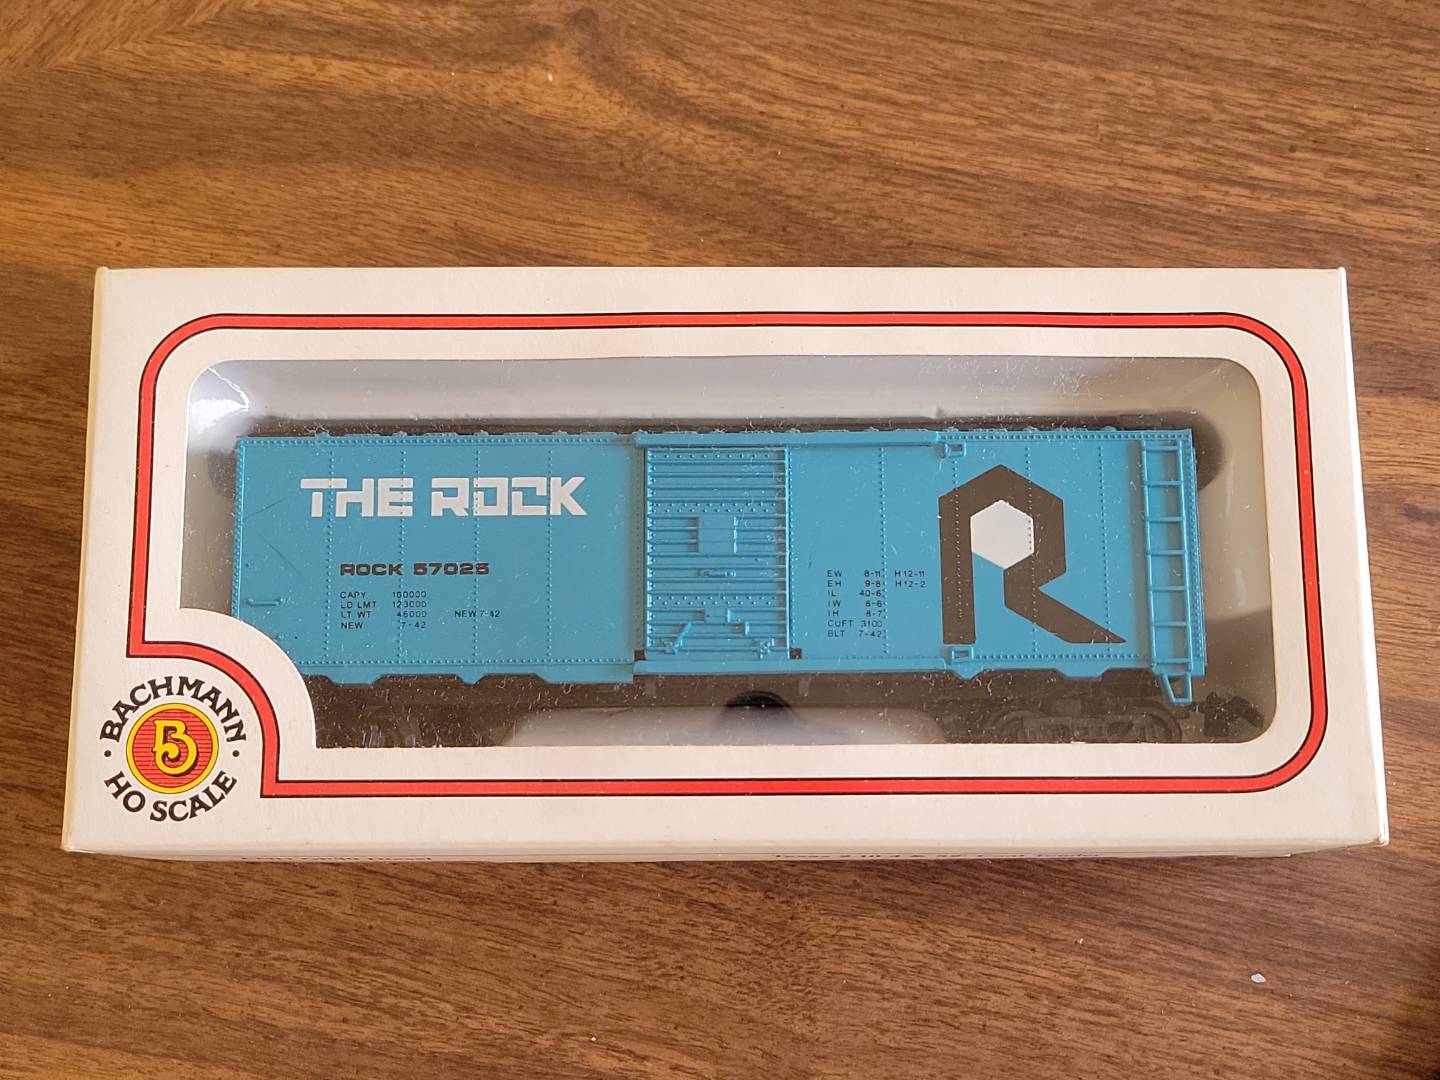 THE ROCK
ROCK 57025
CAPY 100000
LD LMT 123000
LT WT 46000 NEW 7-42
NEW 7-42
EW 8-11 H 12-11
EH 9-8 H 12-2
IL 40-6
IW 8-6
IH 8-7
CUFT 3100
BLT 7-42
R
BACHMANN
B
HO SCALE